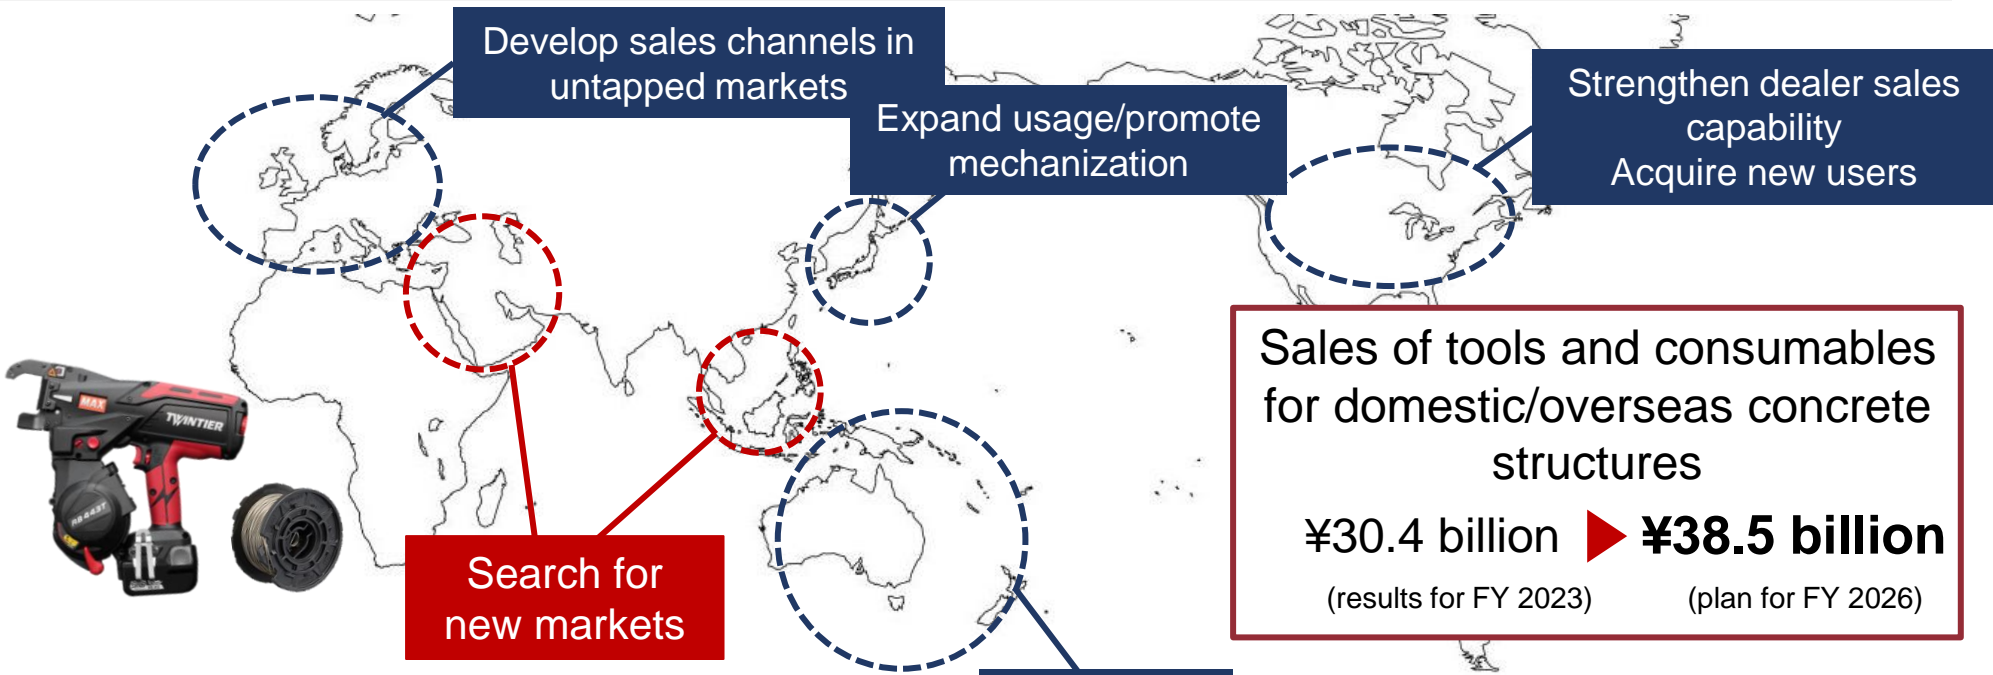 Develop sales channels in
untapped markets
Expand usage/promote
mechanization
Strengthen dealer sales
capability
Acquire new users
Search for
new markets
Sales of tools and consumables
for domestic/overseas concrete
structures
¥30.4 billion ¥38.5 billion
(results for FY 2023) (plan for FY 2026)
MAX
TWINTIER
RB443T